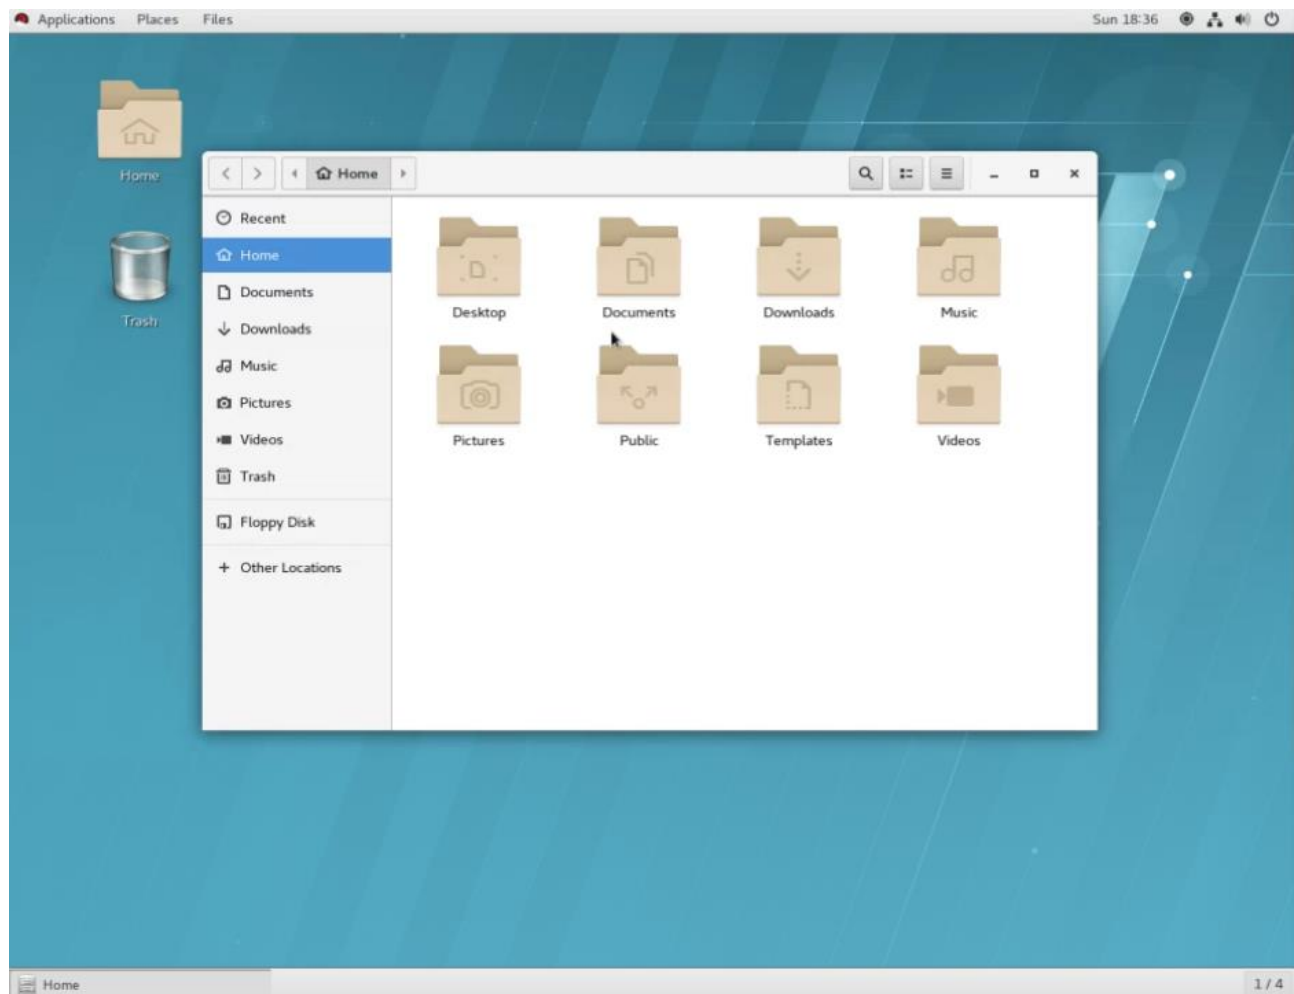 Applications Places Files Sun 18:36
Home
Trash
Home
Recent
Home
Documents
Downloads
Music
Pictures
Videos
Trash
Floppy Disk
+ Other Locations
Desktop Documents Downloads Music
Pictures Public Templates Videos
Home 1 / 4